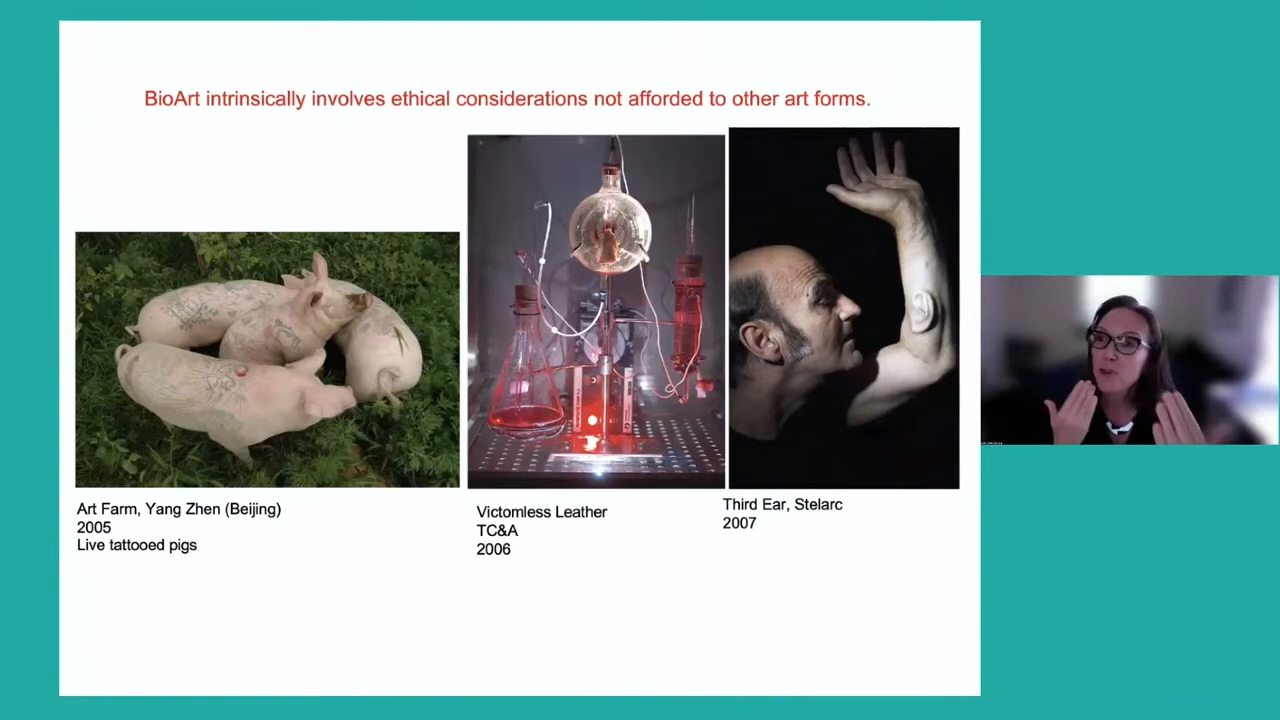 BioArt intrinsically involves ethical considerations not afforded to other art forms.
Art Farm, Yang Zhen (Beijing)
2005
Live tattooed pigs
Victomless Leather
TC&A
2006
Third Ear, Stelarc
2007